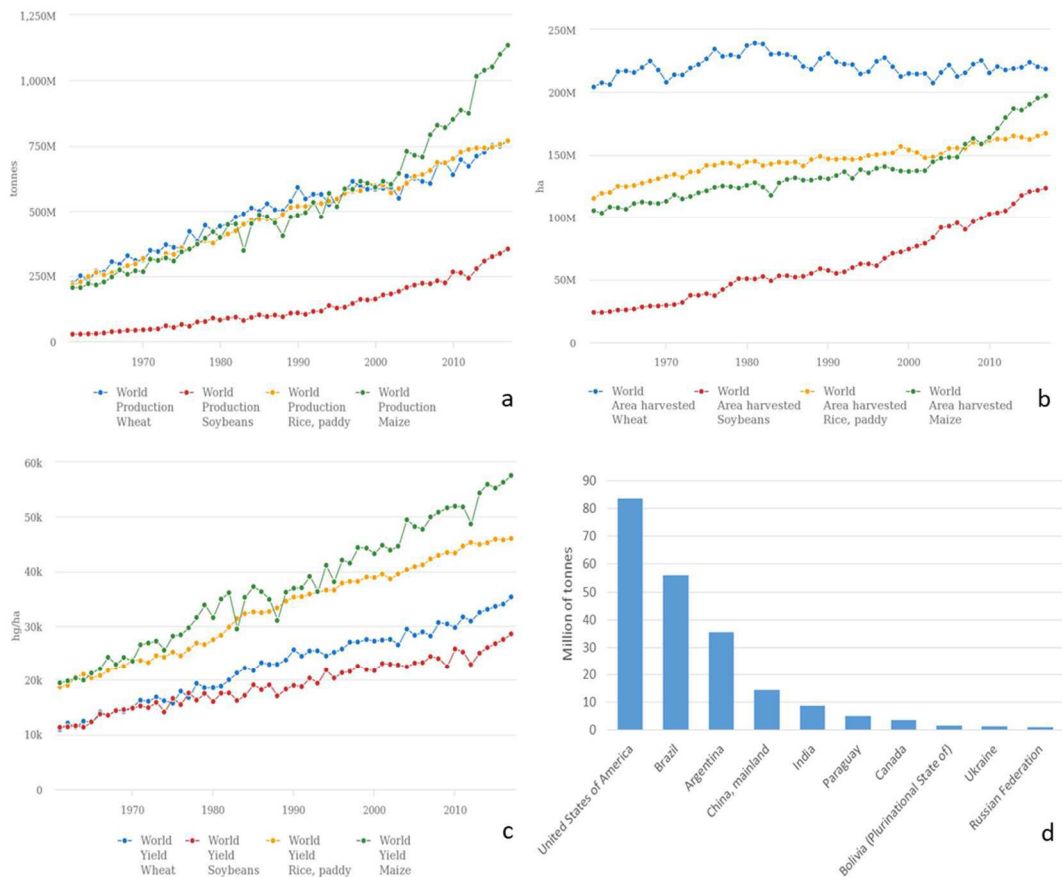 1,250M
1,000M
750M
500M
250M
0
tonnes
1970
1980
1990
2000
2010
World
Production
Wheat
World
Production
Soybeans
World
Production
Rice, paddy
World
Production
Maize
a
250M
200M
150M
100M
50M
0
ha
1970
1980
1990
2000
2010
World
Area harvested
Wheat
World
Area harvested
Soybeans
World
Area harvested
Rice, paddy
World
Area harvested
Maize
b
60k
50k
40k
30k
20k
10k
0
hg/ha
1970
1980
1990
2000
2010
World
Yield
Wheat
World
Yield
Soybeans
World
Yield
Rice, paddy
World
Yield
Maize
c
90
80
70
60
50
40
30
20
10
0
Million of tonnes
United States of America
Brazil
Argentina
China, mainland
India
Paraguay
Canada
Bolivia (Plurinational State of)
Ukraine
Russian Federation
d